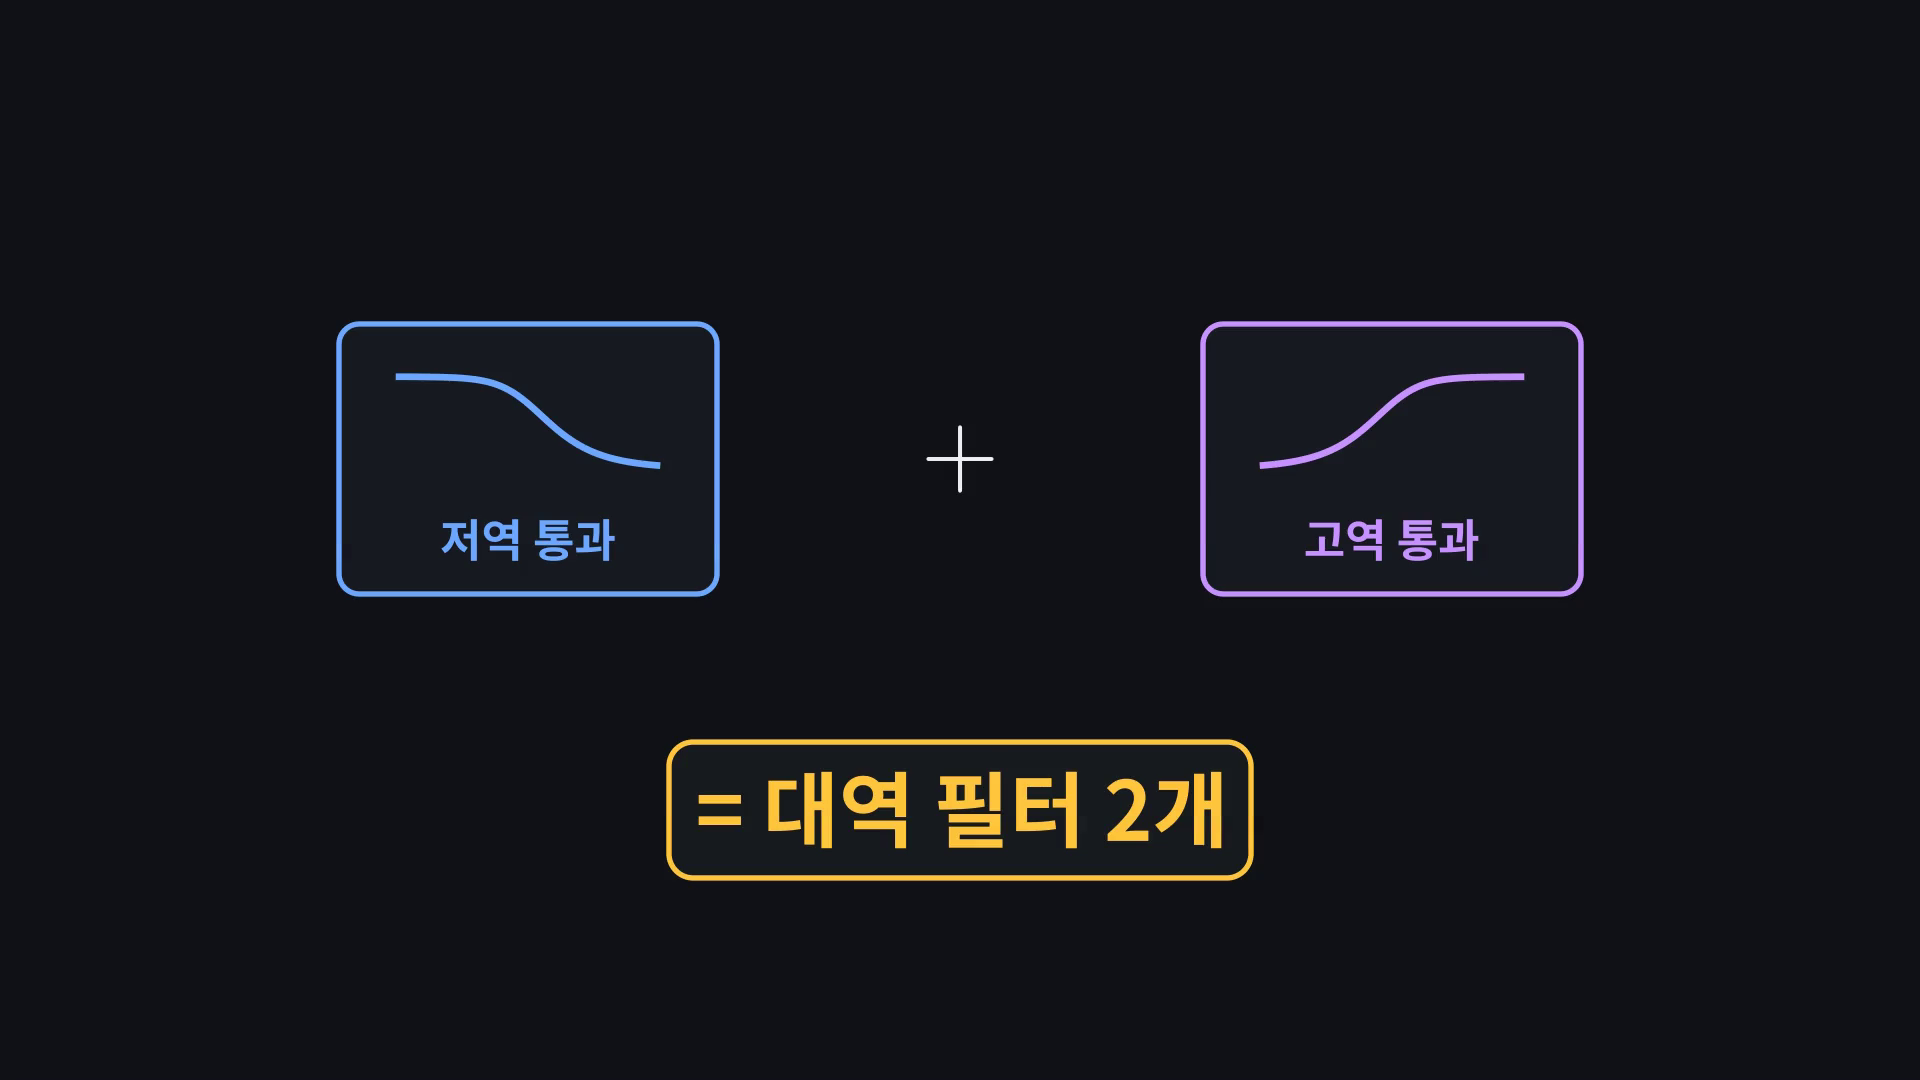 저역 통과
+
고역 통과
= 대역 필터 2개